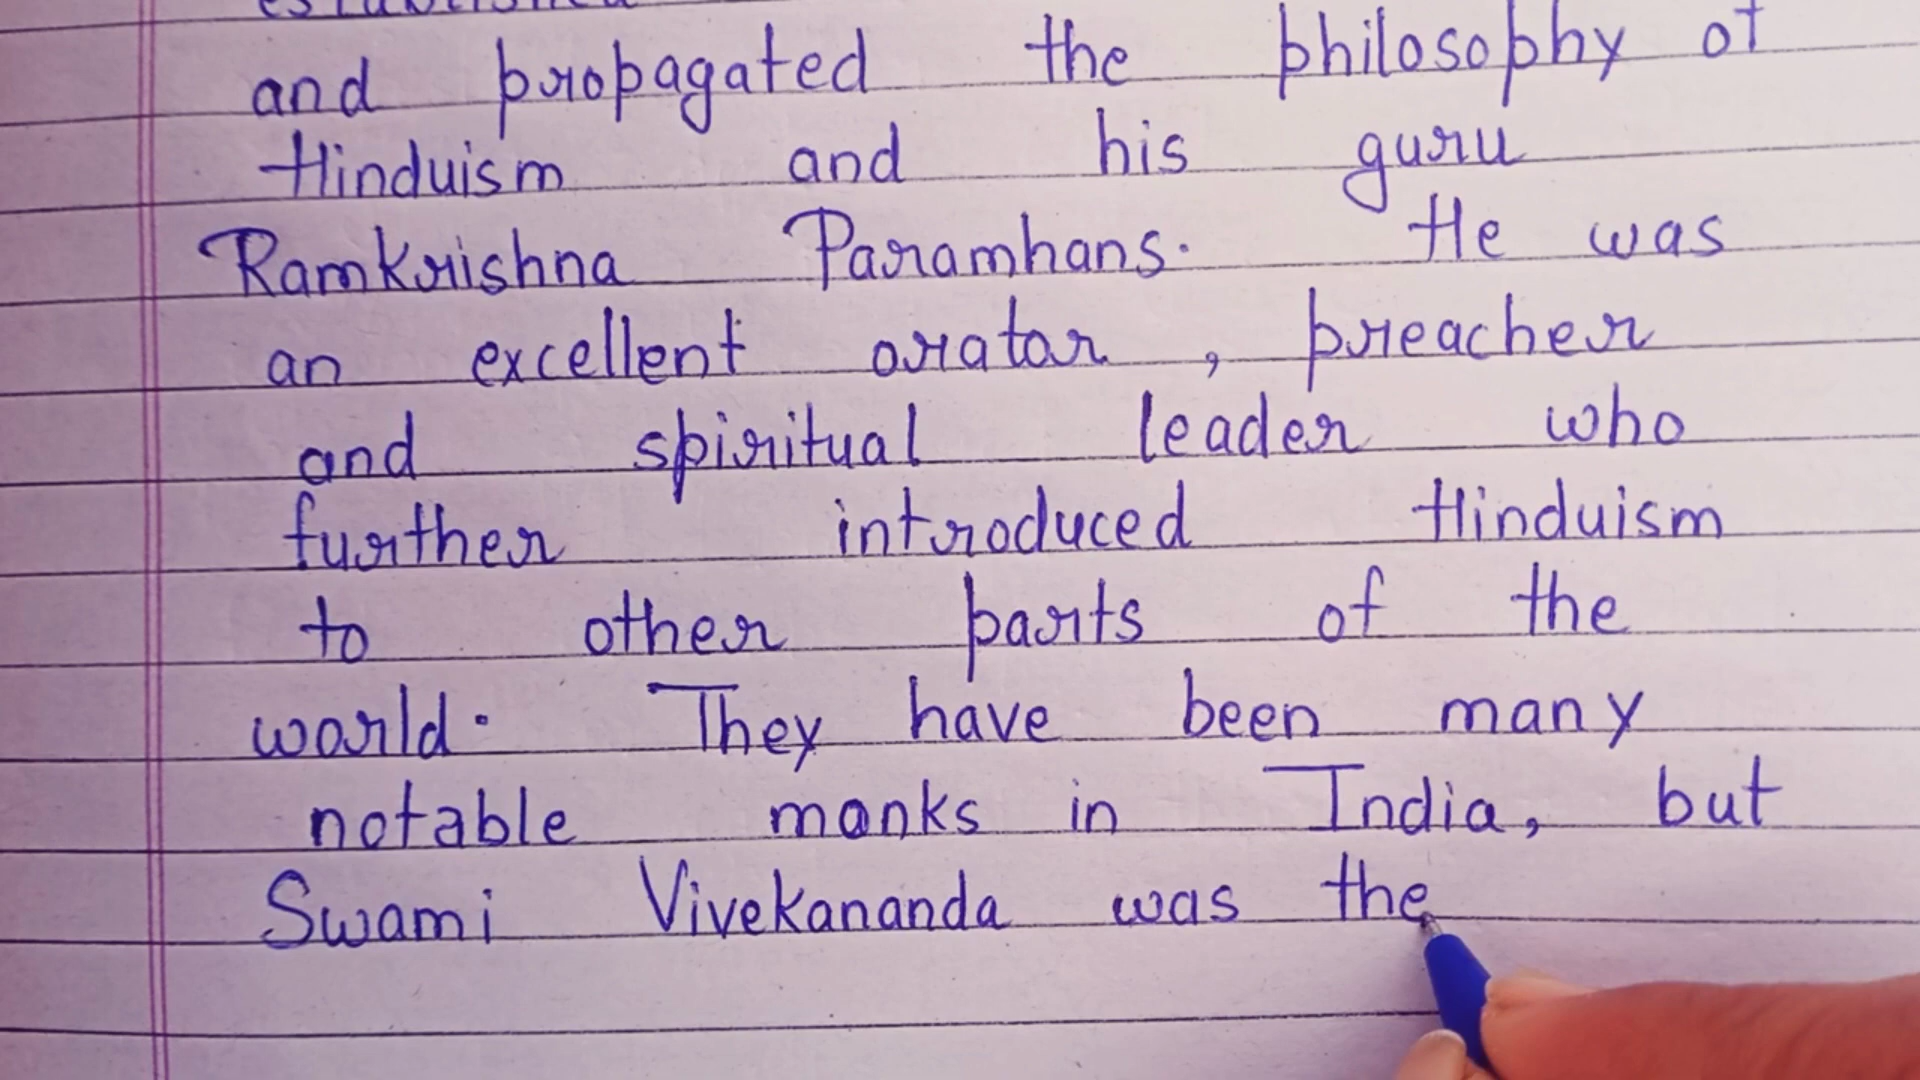 and propagated the philosophy of
Hinduism and his guru
Ramkrishna Paramhans. He was
an excellent orator, preacher
and spiritual leader who
further introduced Hinduism
to other parts of the
world. They have been many
notable monks in India, but
Swami Vivekananda was the